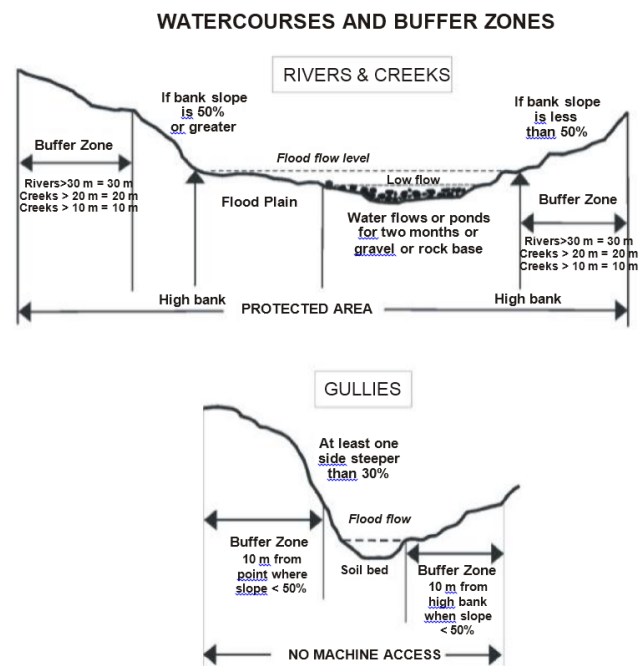 WATERCOURSES AND BUFFER ZONES
RIVERS & CREEKS
If bank slope
is 50%
or greater
If bank slope
is less
than 50%
Buffer Zone
Flood flow level
Low flow
Rivers>30 m = 30 m
Creeks > 20 m = 20 m
Creeks > 10 m = 10 m
Flood Plain
Water flows or ponds
for two months or
gravel or rock base
Buffer Zone
Rivers>30 m = 30 m
Creeks > 20 m = 20 m
Creeks > 10 m = 10 m
High bank
PROTECTED AREA
High bank
GULLIES
At least one
side steeper
than 30%
Flood flow
Buffer Zone
10 m from
point where
slope < 50%
Soil bed
Buffer Zone
10 m from
high bank
when slope
< 50%
NO MACHINE ACCESS